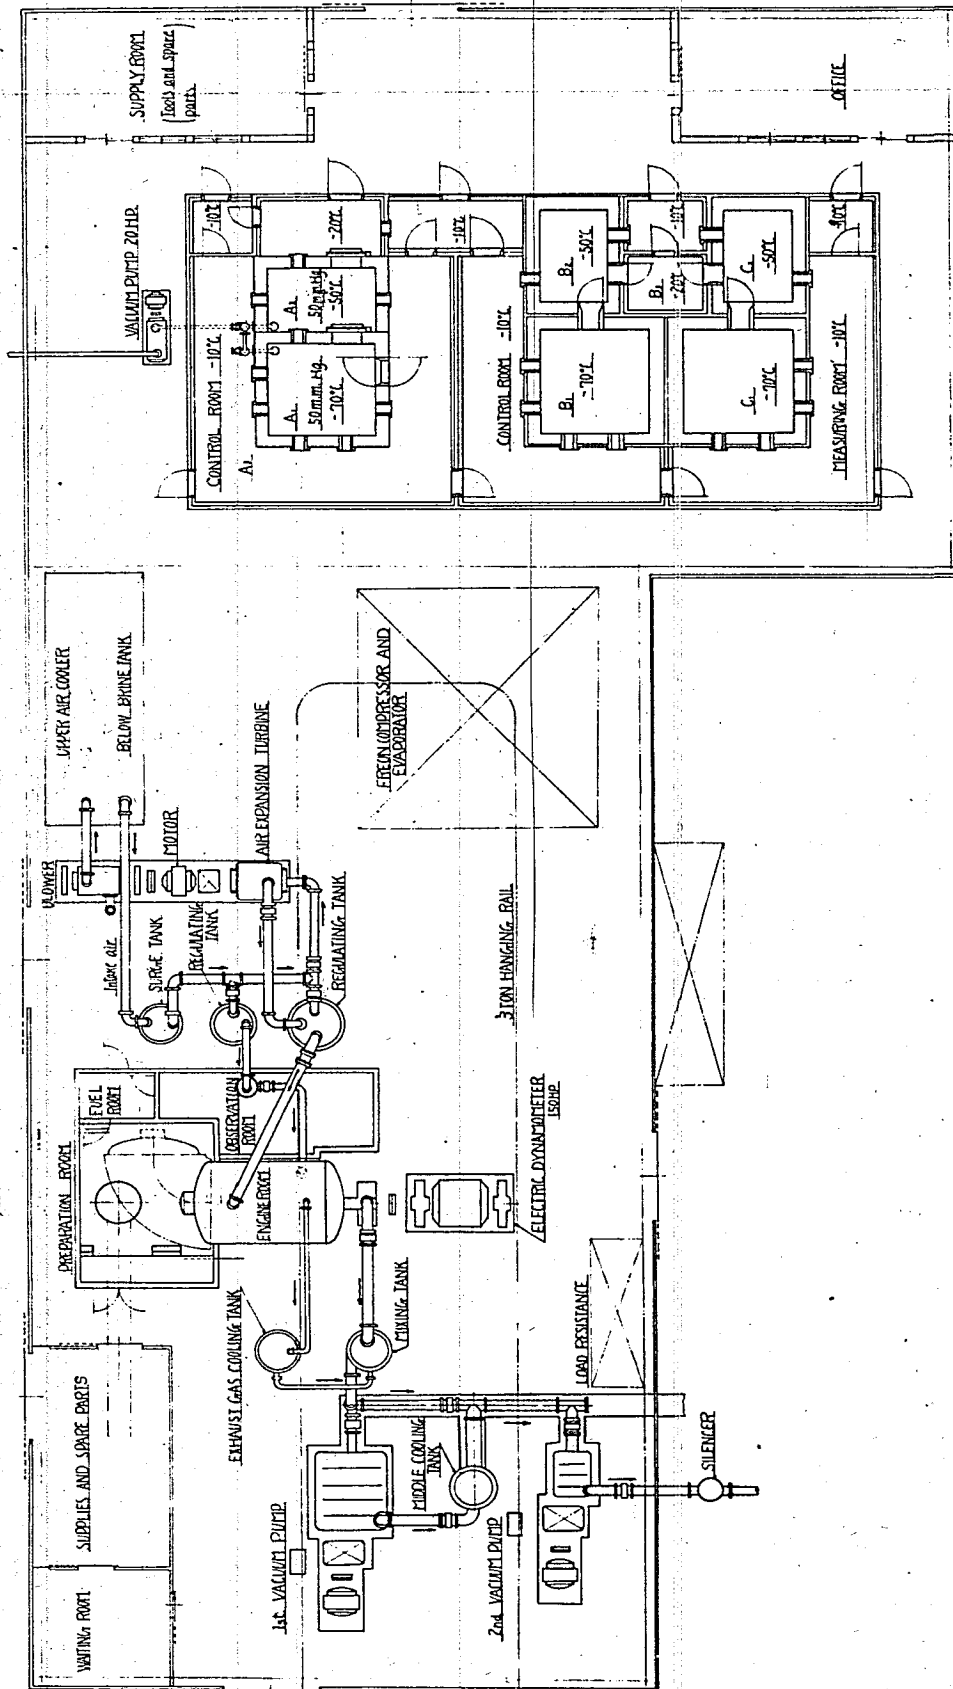 SUPPLY ROOM
(Tools and spare
parts)
OFFICE
VACUUM PUMP 20 H.P.
-10°C
-20°C
-10°C
-10°C
-10°C
CONTROL ROOM -10°C
A3
A2
50 m.m. Hg
-50°C
A1
50 m.m. Hg
-70°C
CONTROL ROOM -10°C
B2
-50°C
B3
-20°C
B1
-70°C
C2
-50°C
C1
-70°C
MEASURING ROOM -10°C
UPPER AIR COOLER
BELOW BRINE TANK
FREON COMPRESSOR AND
EVAPORATOR
BLOWER
MOTOR
AIR EXPANSION TURBINE
Intake air
SURGE TANK
REGULATING
TANK
REGULATING TANK
3 TON HANGING RAIL
PREPARATION ROOM
FUEL
ROOM
OBSERVATION
ROOM
ENGINE ROOM
ELECTRIC DYNAMOMETER
150 HP
EXHAUST GAS COOLING TANK
MIXING TANK
LOAD RESISTANCE
SUPPLIES AND SPARE PARTS
WAITING ROOM
1st. VACUUM PUMP
MIDDLE COOLING
TANK
2nd VACUUM PUMP
SILENCER